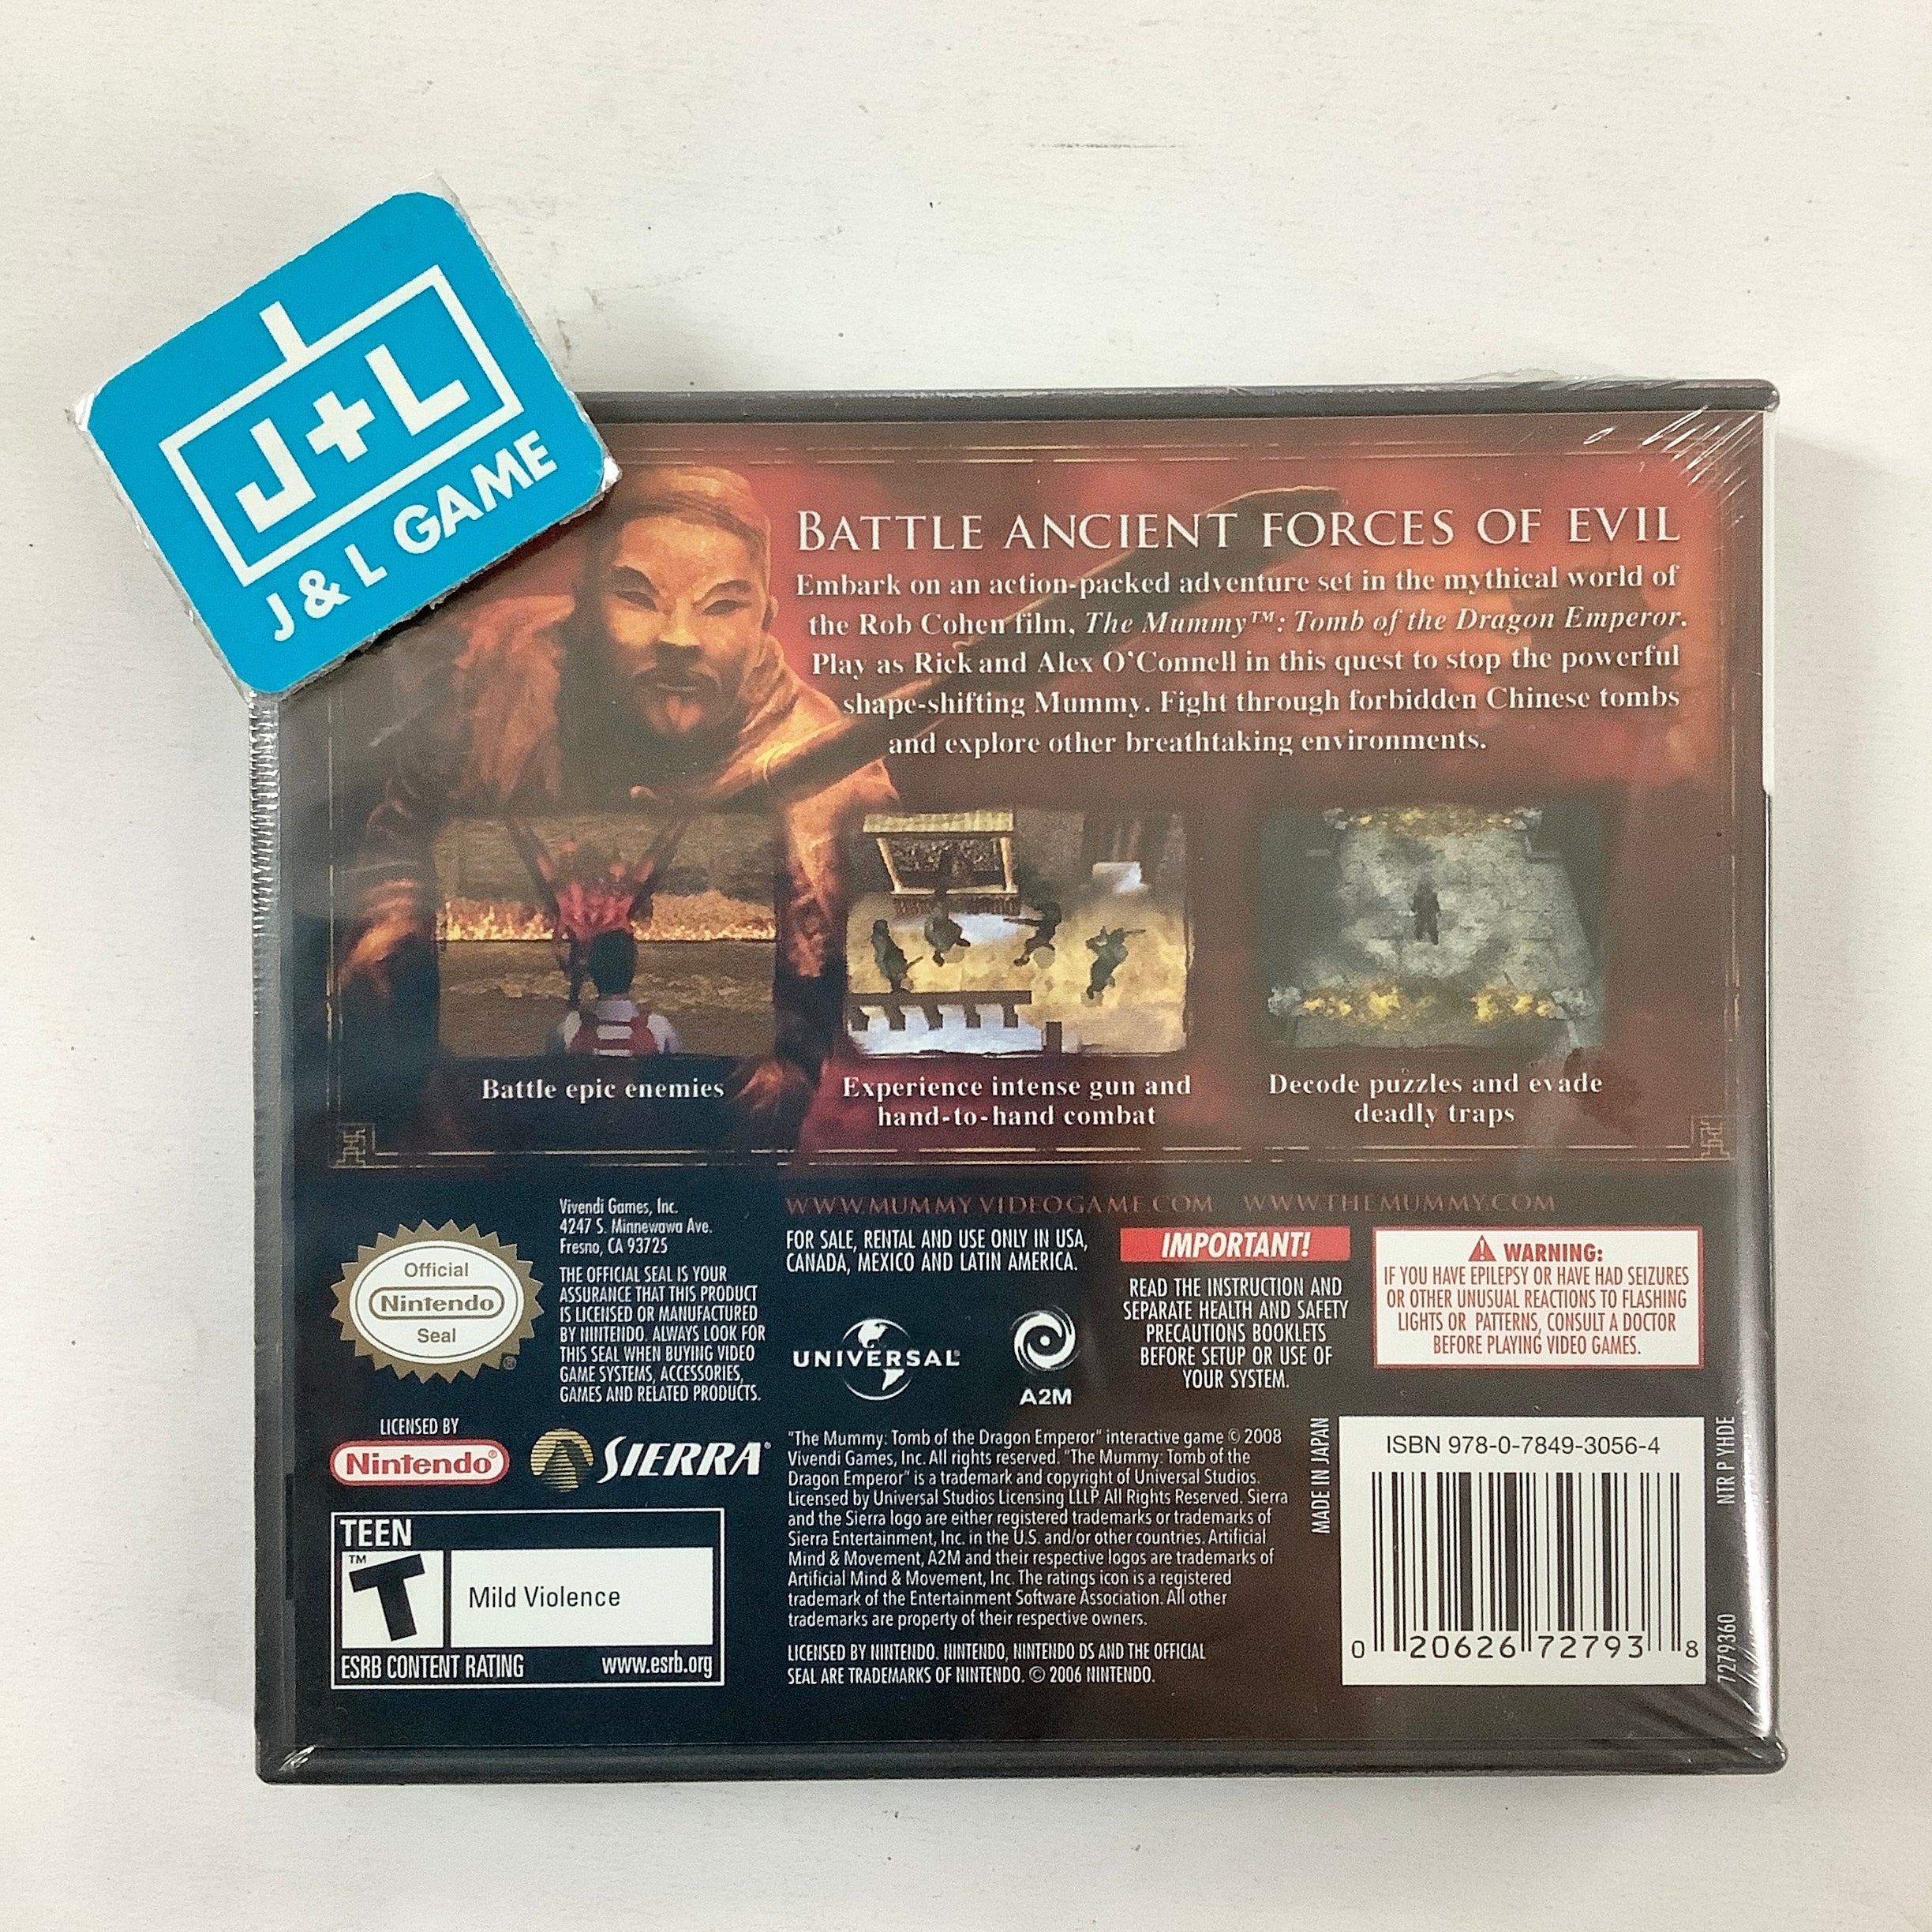 J+L
J & L GAME
BATTLE ANCIENT FORCES OF EVIL
Embark on an action-packed adventure set in the mythical world of
the Rob Cohen film, The Mummy™: Tomb of the Dragon Emperor.
Play as Rick and Alex O'Connell in this quest to stop the powerful
shape-shifting Mummy. Fight through forbidden Chinese tombs
and explore other breathtaking environments.
Battle epic enemies
Experience intense gun and
hand-to-hand combat
Decode puzzles and evade
deadly traps
Vivendi Games, Inc.
4247 S. Minnewawa Ave.
Fresno, CA 93725
WWW.MUMMYVIDEOGAME.COM WWW.THEMUMMY.COM
Official
Nintendo
Seal
®
THE OFFICIAL SEAL IS YOUR
ASSURANCE THAT THIS PRODUCT
IS LICENSED OR MANUFACTURED
BY NINTENDO. ALWAYS LOOK FOR
THIS SEAL WHEN BUYING VIDEO
GAME SYSTEMS, ACCESSORIES,
GAMES AND RELATED PRODUCTS.
FOR SALE, RENTAL AND USE ONLY IN USA,
CANADA, MEXICO AND LATIN AMERICA.
UNIVERSAL®
A2M
IMPORTANT!
READ THE INSTRUCTION AND
SEPARATE HEALTH AND SAFETY
PRECAUTIONS BOOKLETS
BEFORE SETUP OR USE OF
YOUR SYSTEM.
WARNING:
IF YOU HAVE EPILEPSY OR HAVE HAD SEIZURES
OR OTHER UNUSUAL REACTIONS TO FLASHING
LIGHTS OR PATTERNS, CONSULT A DOCTOR
BEFORE PLAYING VIDEO GAMES.
LICENSED BY
Nintendo®
SIERRA®
TEEN
™
T
Mild Violence
ESRB CONTENT RATING www.esrb.org
"The Mummy: Tomb of the Dragon Emperor" interactive game © 2008
Vivendi Games, Inc. All rights reserved. "The Mummy: Tomb of the
Dragon Emperor" is a trademark and copyright of Universal Studios.
Licensed by Universal Studios Licensing LLLP. All Rights Reserved. Sierra
and the Sierra logo are either registered trademarks or trademarks of
Sierra Entertainment, Inc. in the U.S. and/or other countries. Artificial
Mind & Movement, A2M and their respective logos are trademarks of
Artificial Mind & Movement, Inc. The ratings icon is a registered
trademark of the Entertainment Software Association. All other
trademarks are property of their respective owners.
LICENSED BY NINTENDO. NINTENDO, NINTENDO DS AND THE OFFICIAL
SEAL ARE TRADEMARKS OF NINTENDO. © 2006 NINTENDO.
MADE IN JAPAN
ISBN 978-0-7849-3056-4
0 20626 72793 8
NTR P YHDE
7279360